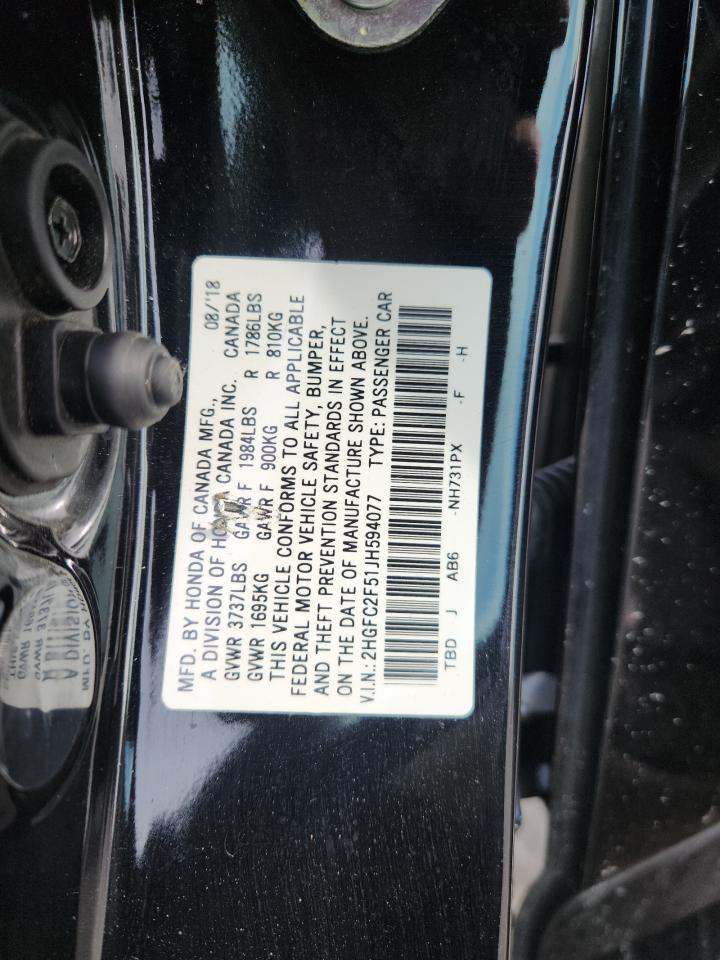 MFD. BY HONDA OF CANADA MFG., 08/'18
A DIVISION OF HONDA CANADA INC. CANADA
GVWR 3737LBS GAWR F 1984LBS R 1786LBS
GVWR 1695KG GAWR F 900KG R 810KG
THIS VEHICLE CONFORMS TO ALL APPLICABLE
FEDERAL MOTOR VEHICLE SAFETY, BUMPER,
AND THEFT PREVENTION STANDARDS IN EFFECT
ON THE DATE OF MANUFACTURE SHOWN ABOVE.
V.I.N.: 2HGFC2F51JH594077 TYPE: PASSENGER CAR
TBD J AB6 -NH731PX -F -H